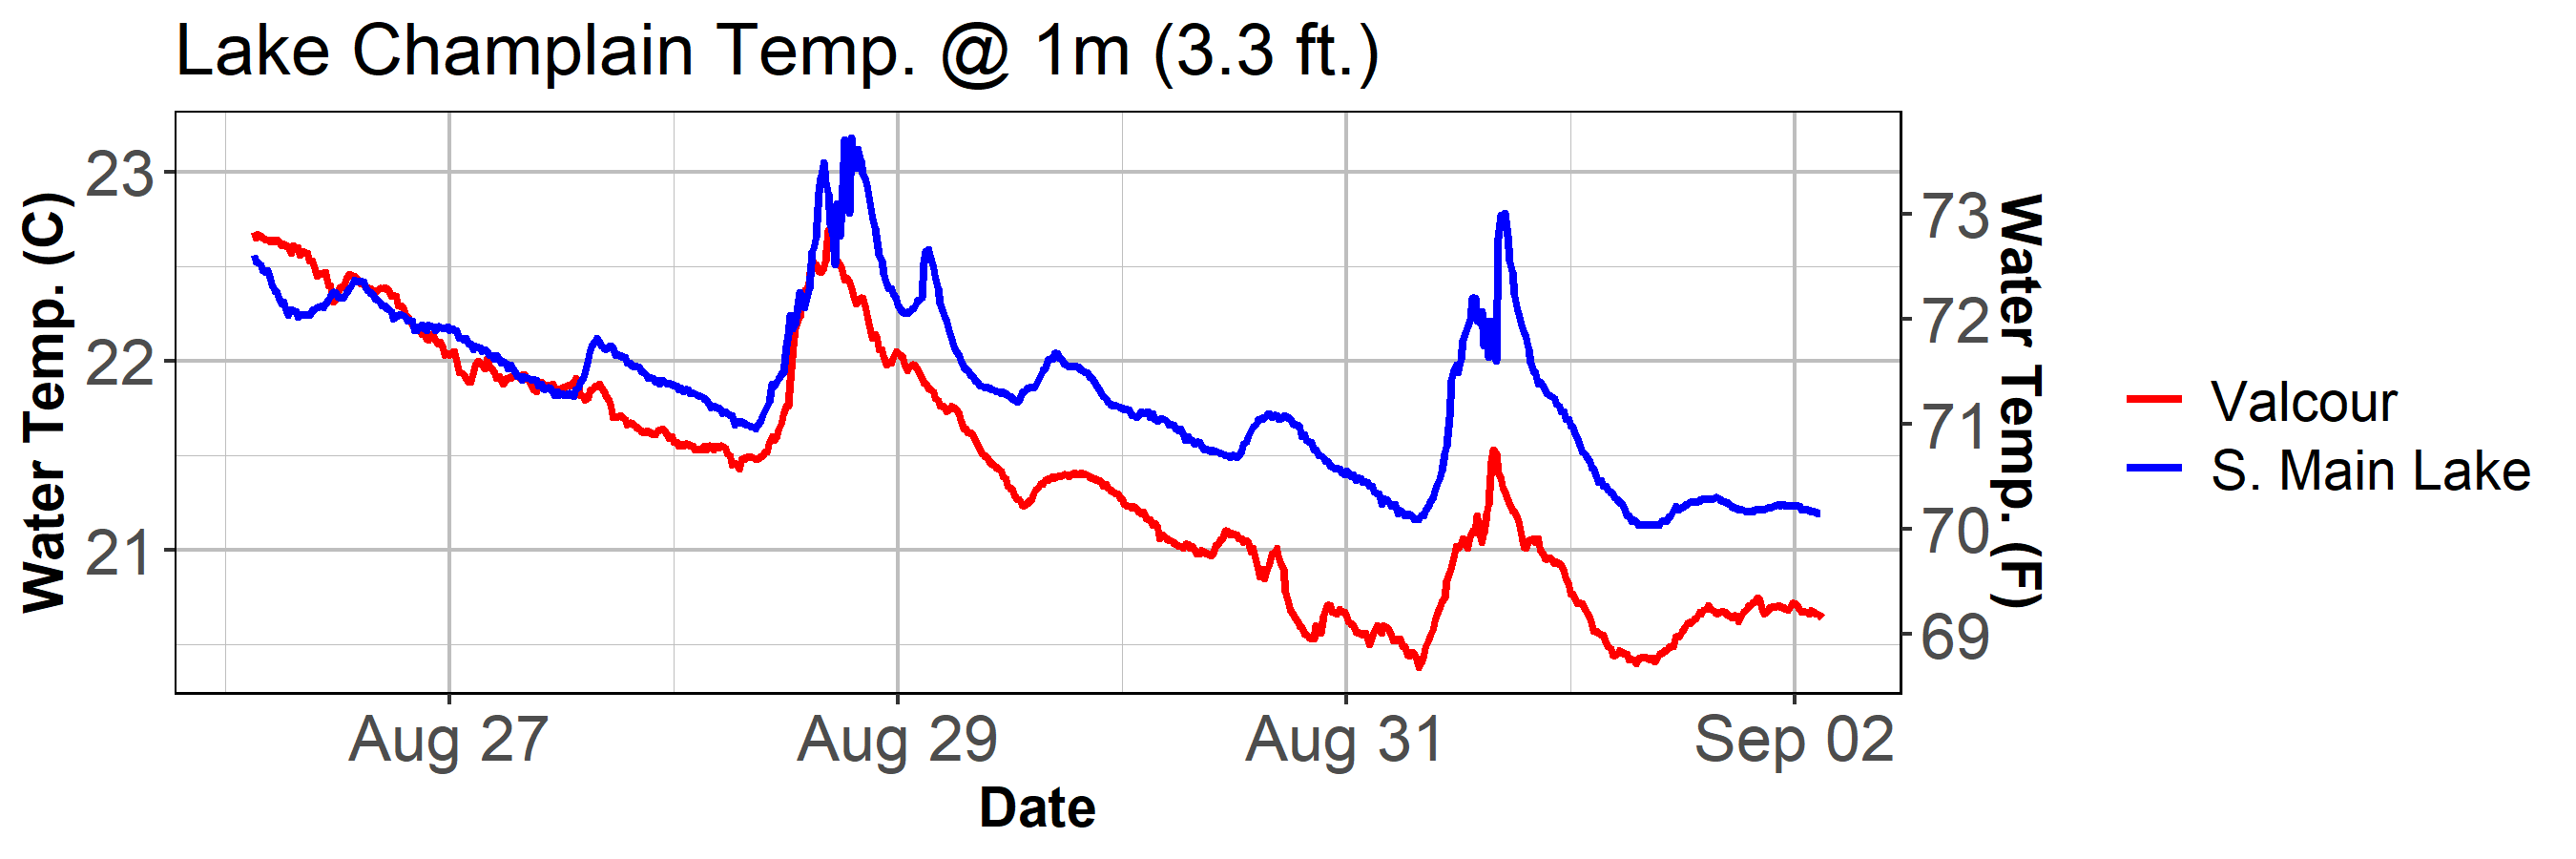 Lake Champlain Temp. @ 1m (3.3 ft.)
Water Temp. (C)
23
22
21
73
72
71
70
69
Water Temp. (F)
Aug 27
Aug 29
Aug 31
Sep 02
Date
Valcour
S. Main Lake